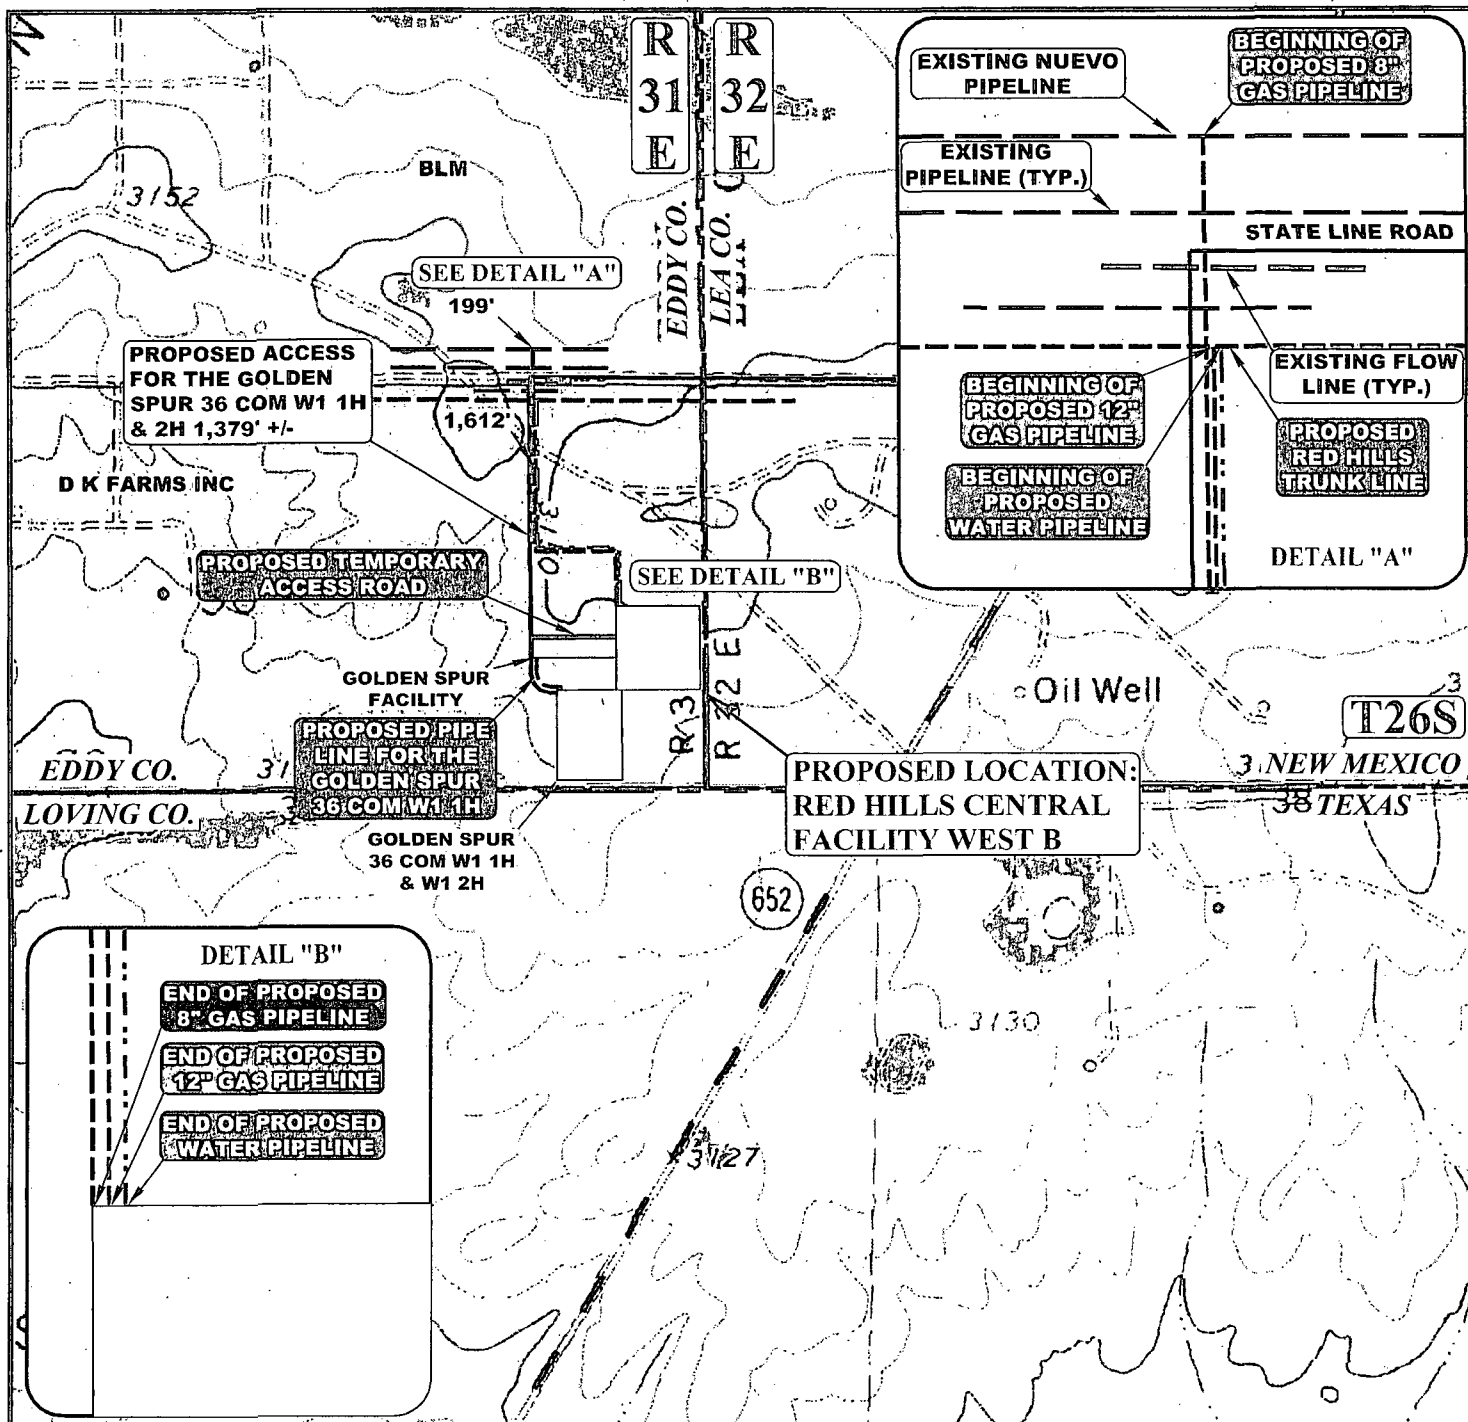 R
31
E
R
32
E
BLM
3152
EDDY CO.
LEA CO.
SEE DETAIL "A"
199'
PROPOSED ACCESS
FOR THE GOLDEN
SPUR 36 COM W1 1H
& 2H 1,379' +/-
1,612'
D K FARMS INC
PROPOSED TEMPORARY
ACCESS ROAD
SEE DETAIL "B"
GOLDEN SPUR
FACILITY
PROPOSED PIPE
LINE FOR THE
GOLDEN SPUR
36 COM W1 1H
GOLDEN SPUR
36 COM W1 1H
& W1 2H
EDDY CO.
LOVING CO.
R 32 E
Oil Well
T26S
NEW MEXICO
TEXAS
PROPOSED LOCATION:
RED HILLS CENTRAL
FACILITY WEST B
652
3130
3127
EXISTING NUEVO
PIPELINE
BEGINNING OF
PROPOSED 8"
GAS PIPELINE
EXISTING
PIPELINE (TYP.)
STATE LINE ROAD
EXISTING FLOW
LINE (TYP.)
BEGINNING OF
PROPOSED 12"
GAS PIPELINE
PROPOSED
RED HILLS
TRUNK LINE
BEGINNING OF
PROPOSED
WATER PIPELINE
DETAIL "A"
DETAIL "B"
END OF PROPOSED
8" GAS PIPELINE
END OF PROPOSED
12" GAS PIPELINE
END OF PROPOSED
WATER PIPELINE